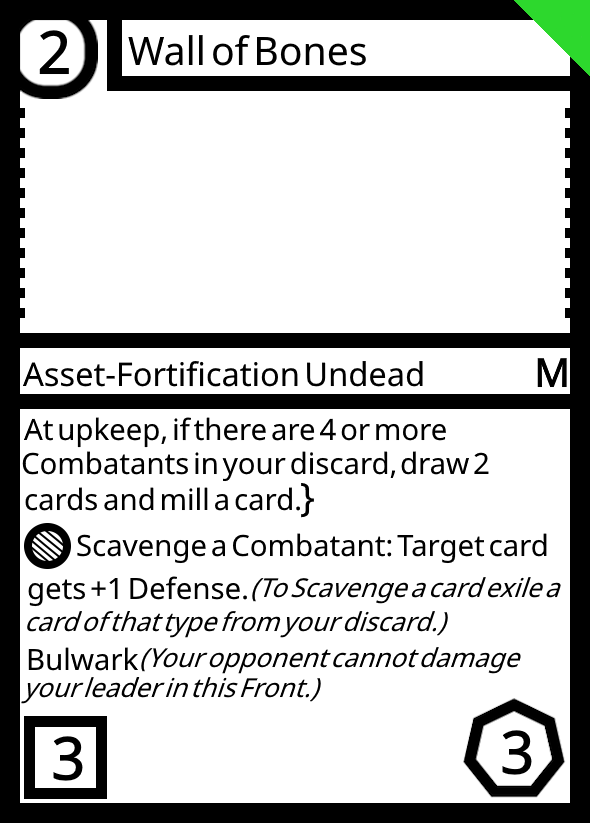 2
Wall of Bones
Asset-Fortification Undead M
At upkeep, if there are 4 or more
Combatants in your discard, draw 2
cards and mill a card.}
Scavenge a Combatant: Target card
gets +1 Defense. (To Scavenge a card exile a
card of that type from your discard.)
Bulwark (Your opponent cannot damage
your leader in this Front.)
3
3